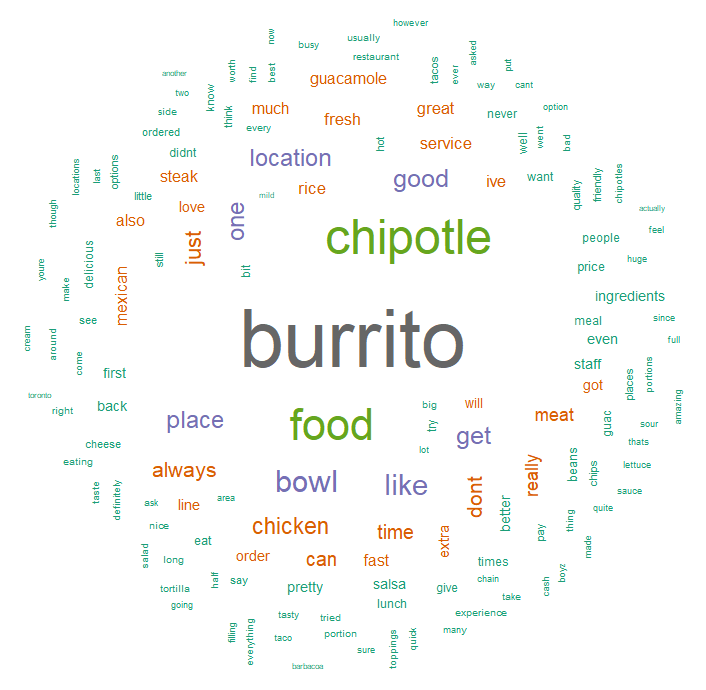 however
now
busy
usually
restaurant
another
worth
find
best
guacamole
tacos
ever
asked
way
put
cant
two
side
know
think
much
every
fresh
great
never
option
ordered
didnt
location
hot
service
well
went
bad
locations
last
options
steak
good
ive
want
quality
friendly
chipotles
little
love
mild
rice
though
also
just
one
chipotle
actually
feel
people
youre
make
delicious
mexican
still
bit
price
huge
ingredients
see
cream
around
come
burrito
meal
since
even
full
first
staff
got
places
portions
amazing
toronto
right
back
place
food
big
will
try
get
meat
guac
sour
cheese
eating
lot
thats
always
bowl
like
dont
really
beans
chips
lettuce
sauce
taste
definitely
ask
line
area
chicken
time
extra
better
pay
thing
quite
nice
salad
eat
long
order
can
fast
times
made
tortilla
half
say
pretty
salsa
give
chain
cash
boyz
going
lunch
take
filling
everything
tasty
tried
experience
taco
portion
sure
toppings
quick
many
barbacoa